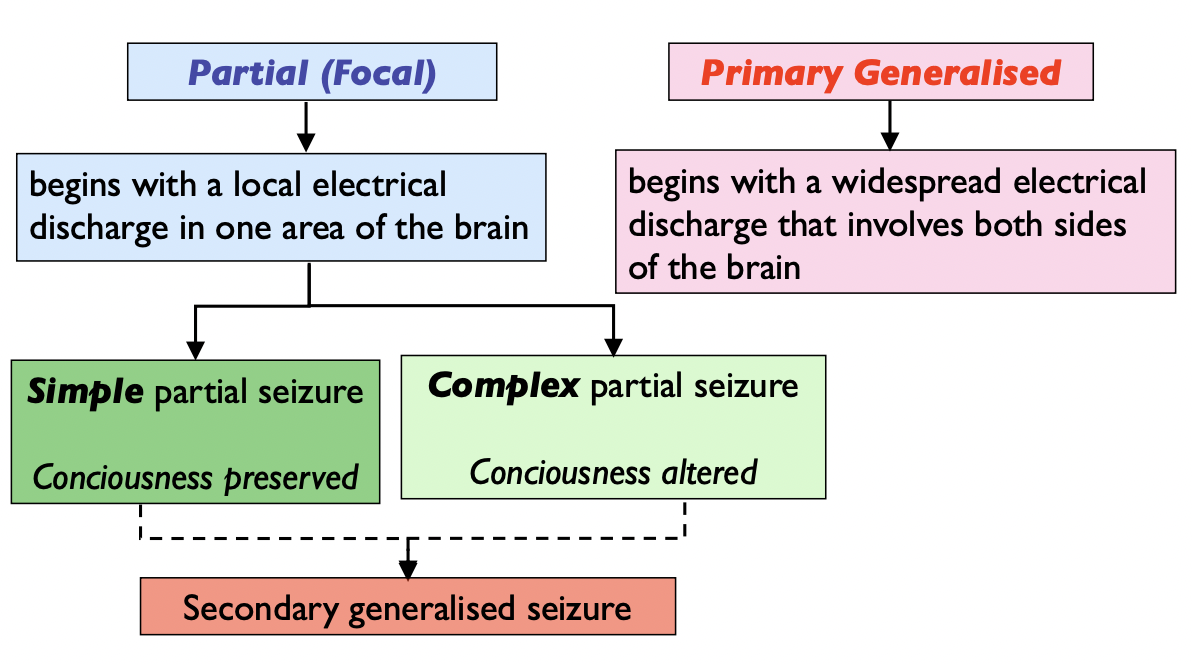 Partial (Focal)
Primary Generalised
begins with a local electrical
discharge in one area of the brain
begins with a widespread electrical
discharge that involves both sides
of the brain
Simple partial seizure
Conciousness preserved
Complex partial seizure
Conciousness altered
Secondary generalised seizure